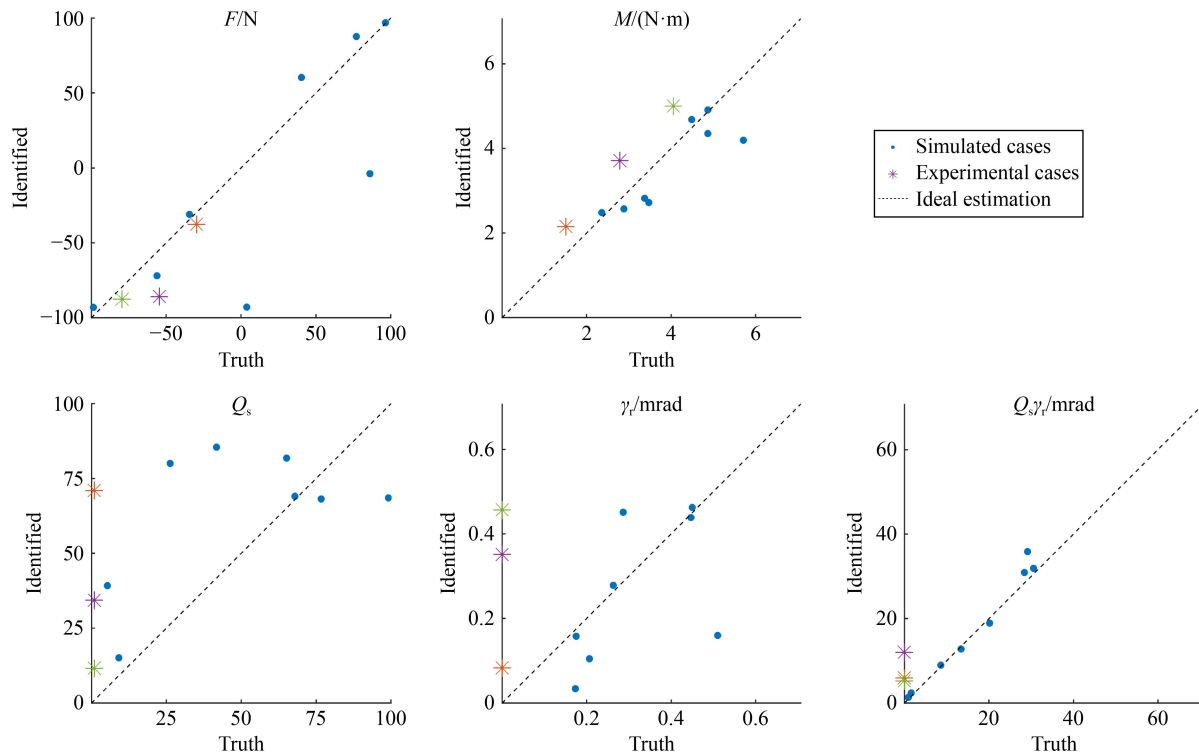 F/N
100
50
0
−50
−100
−50
0
50
100
Identified
Truth
M/(N·m)
6
4
2
0
2
4
6
Identified
Truth
Simulated cases
Experimental cases
Ideal estimation
Qs
100
75
50
25
0
25
50
75
100
Identified
Truth
γr/mrad
0.6
0.4
0.2
0
0.2
0.4
0.6
Identified
Truth
Qsγr/mrad
60
40
20
0
20
40
60
Identified
Truth